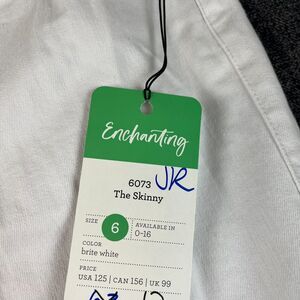 Enchanting
6073 JR
The Skinny
SIZE 6 AVAILABLE IN
0-16
COLOR
brite white
PRICE
USA 125 | CAN 156 | UK 99